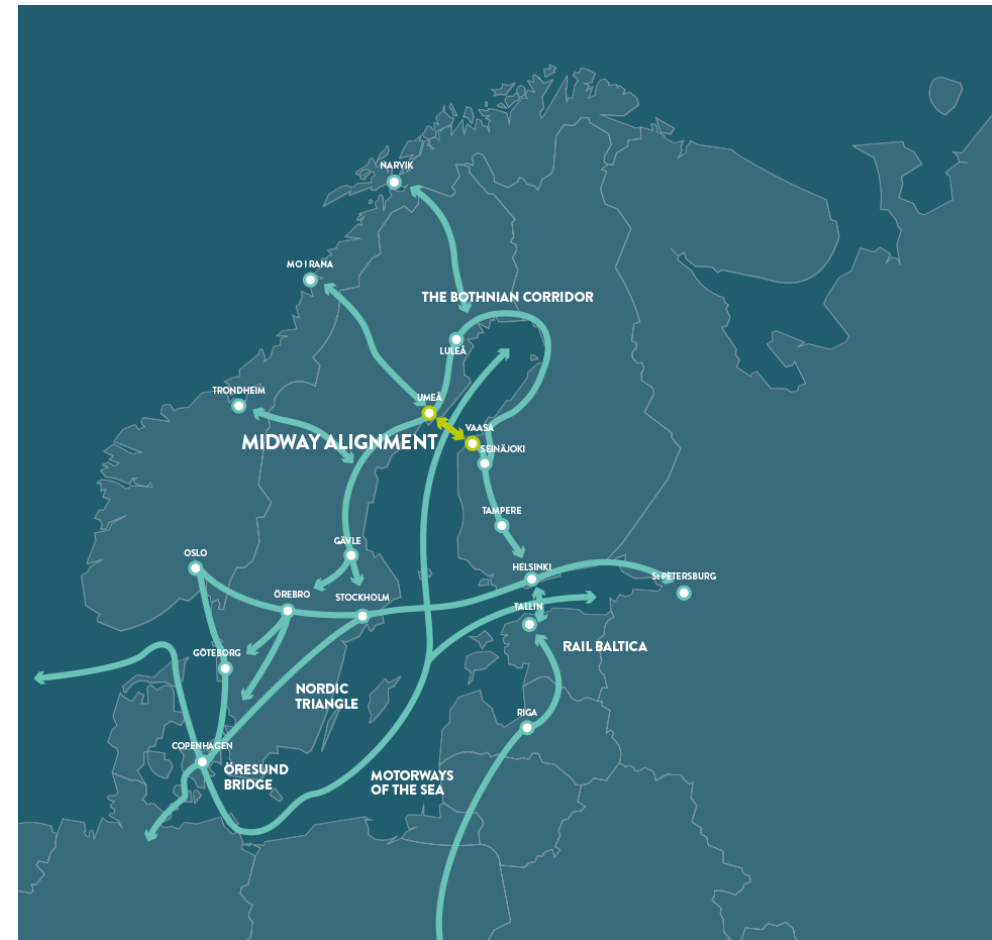 NARVIK
MO I RANA
THE BOTHNIAN CORRIDOR
LULEÅ
TRONDHEIM
UMEÅ
VAASA
MIDWAY ALIGNMENT
SEINÄJOKI
TAMPERE
GÄVLE
OSLO
HELSINKI
St PETERSBURG
ÖREBRO
STOCKHOLM
TALLIN
RAIL BALTICA
GÖTEBORG
NORDIC
TRIANGLE
RIGA
COPENHAGEN
ÖRESUND
BRIDGE
MOTORWAYS
OF THE SEA